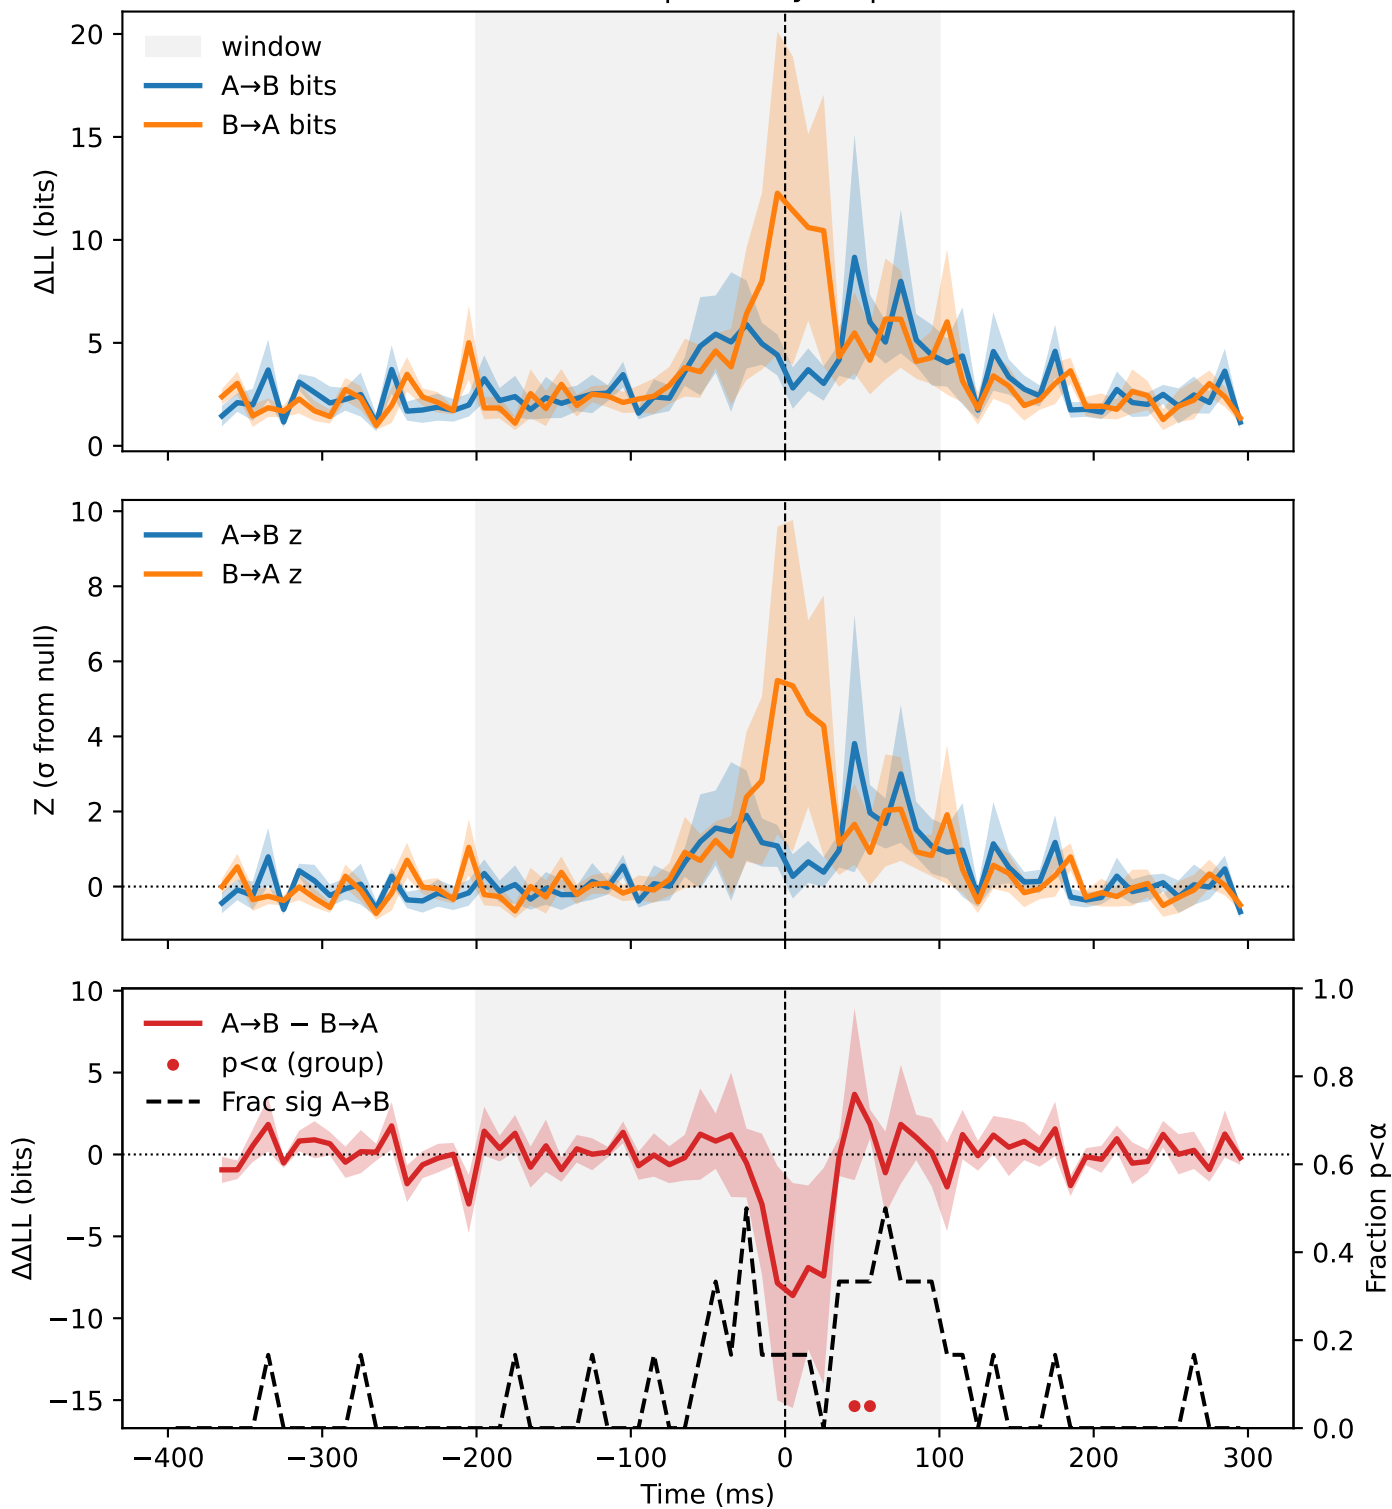 20
15
10
5
0
ΔLL (bits)
window
A→B bits
B→A bits
−400
10
8
6
4
2
0
Z (σ from null)
A→B z
B→A z
10
5
0
−5
−10
−15
ΔΔLL (bits)
A→B − B→A
p<α (group)
Frac sig A→B
1.0
0.8
0.6
0.4
0.2
0.0
Fraction p<α
−400 −300 −200 −100 0 100 200 300
Time (ms)